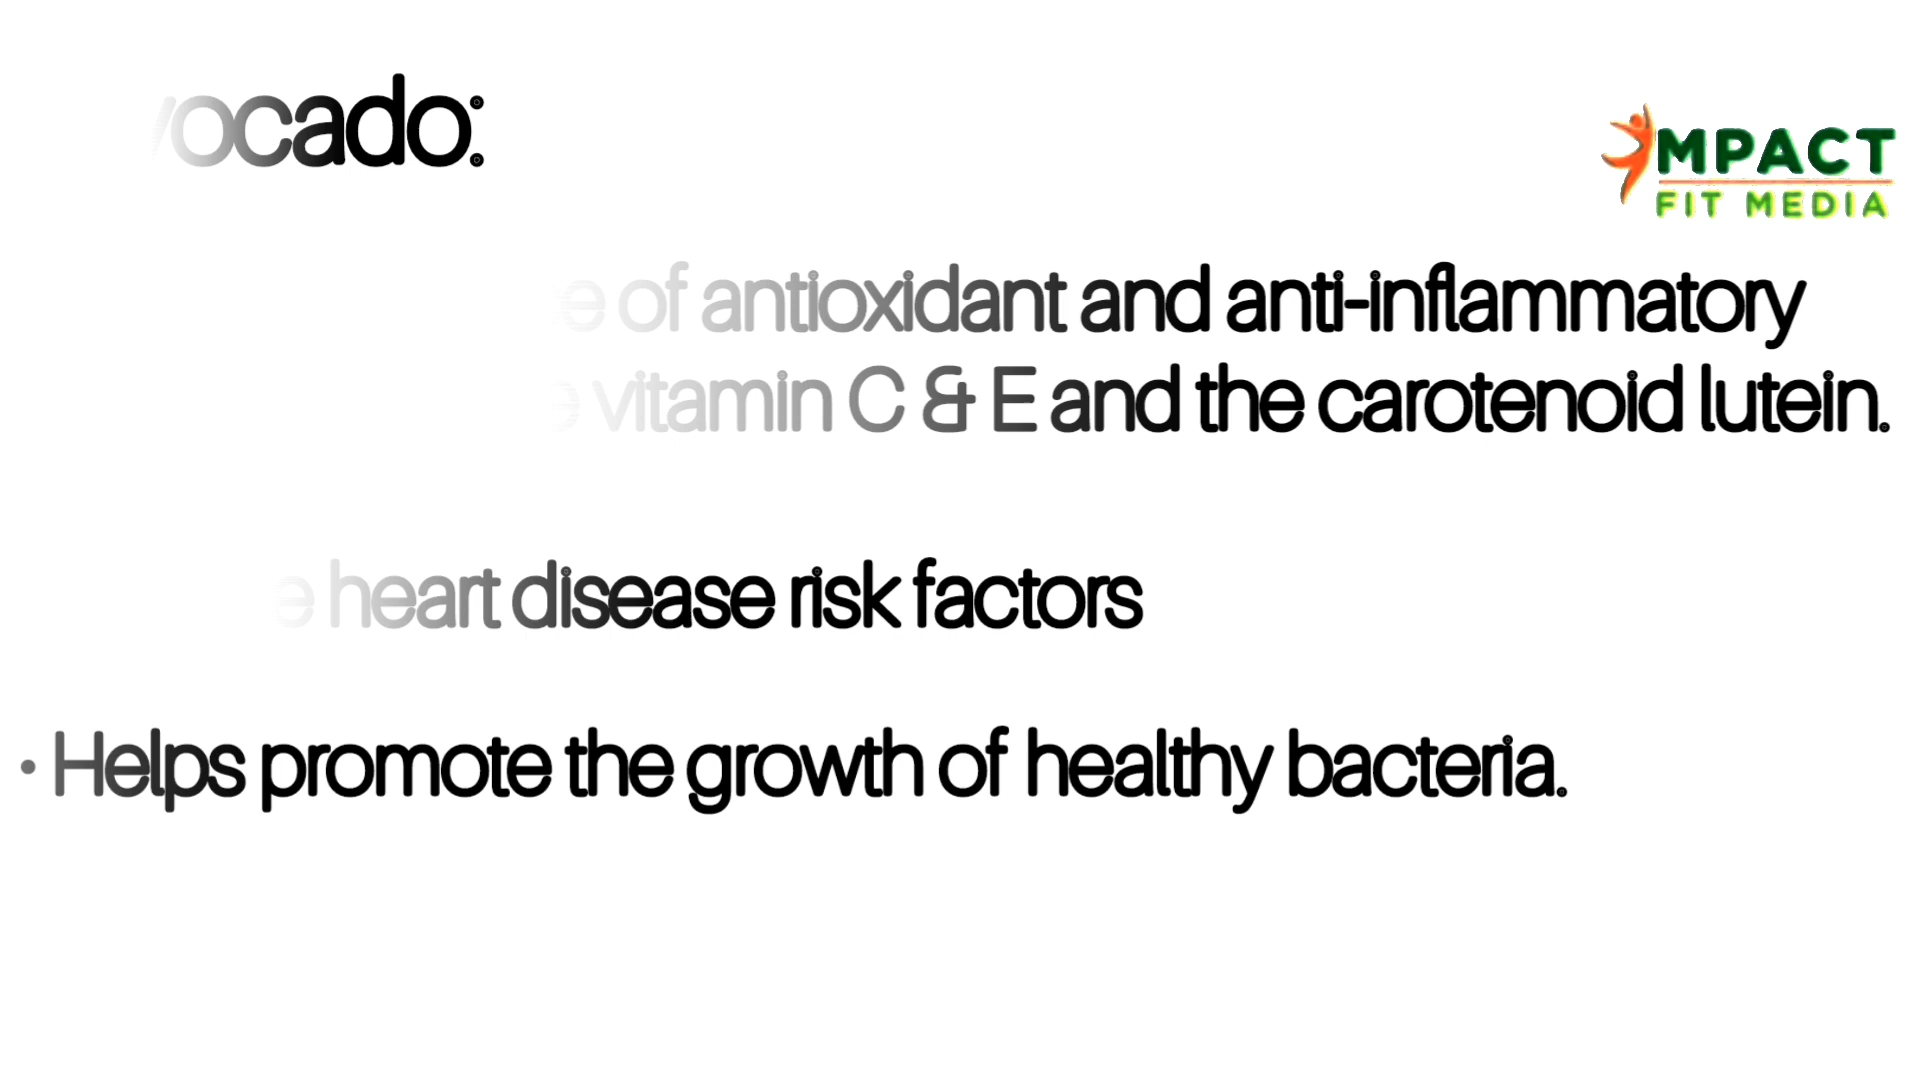 vocado:
MPACT
FIT MEDIA
of antioxidant and anti-inflammatory
vitamin C & E and the carotenoid lutein.
heart disease risk factors
• Helps promote the growth of healthy bacteria.